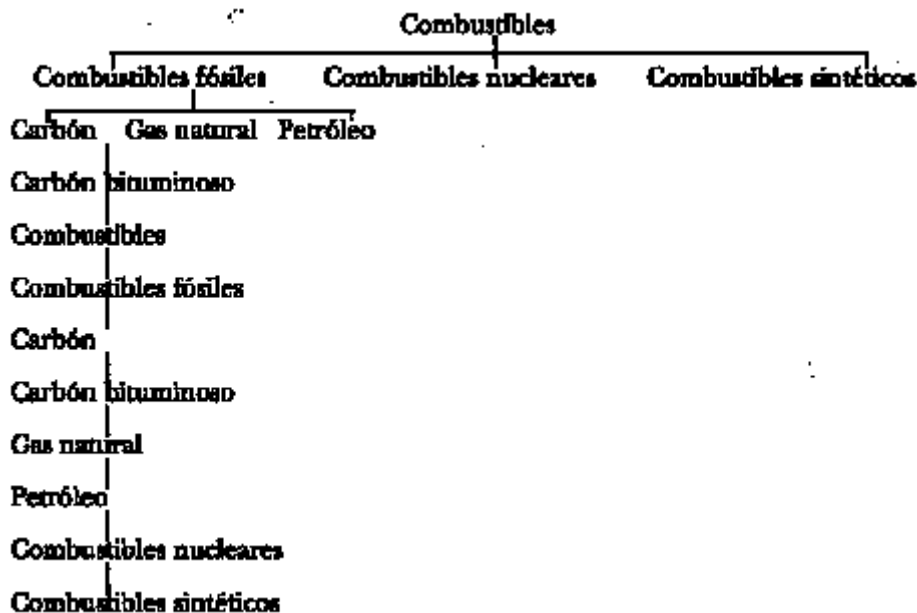 Combustibles
Combustibles fósiles Combustibles nucleares Combustibles sintéticos
Carbón Gas natural Petróleo
Carbón bituminoso
Combustibles
Combustibles fósiles
Carbón
Carbón bituminoso
Gas natural
Petróleo
Combustibles nucleares
Combustibles sintéticos